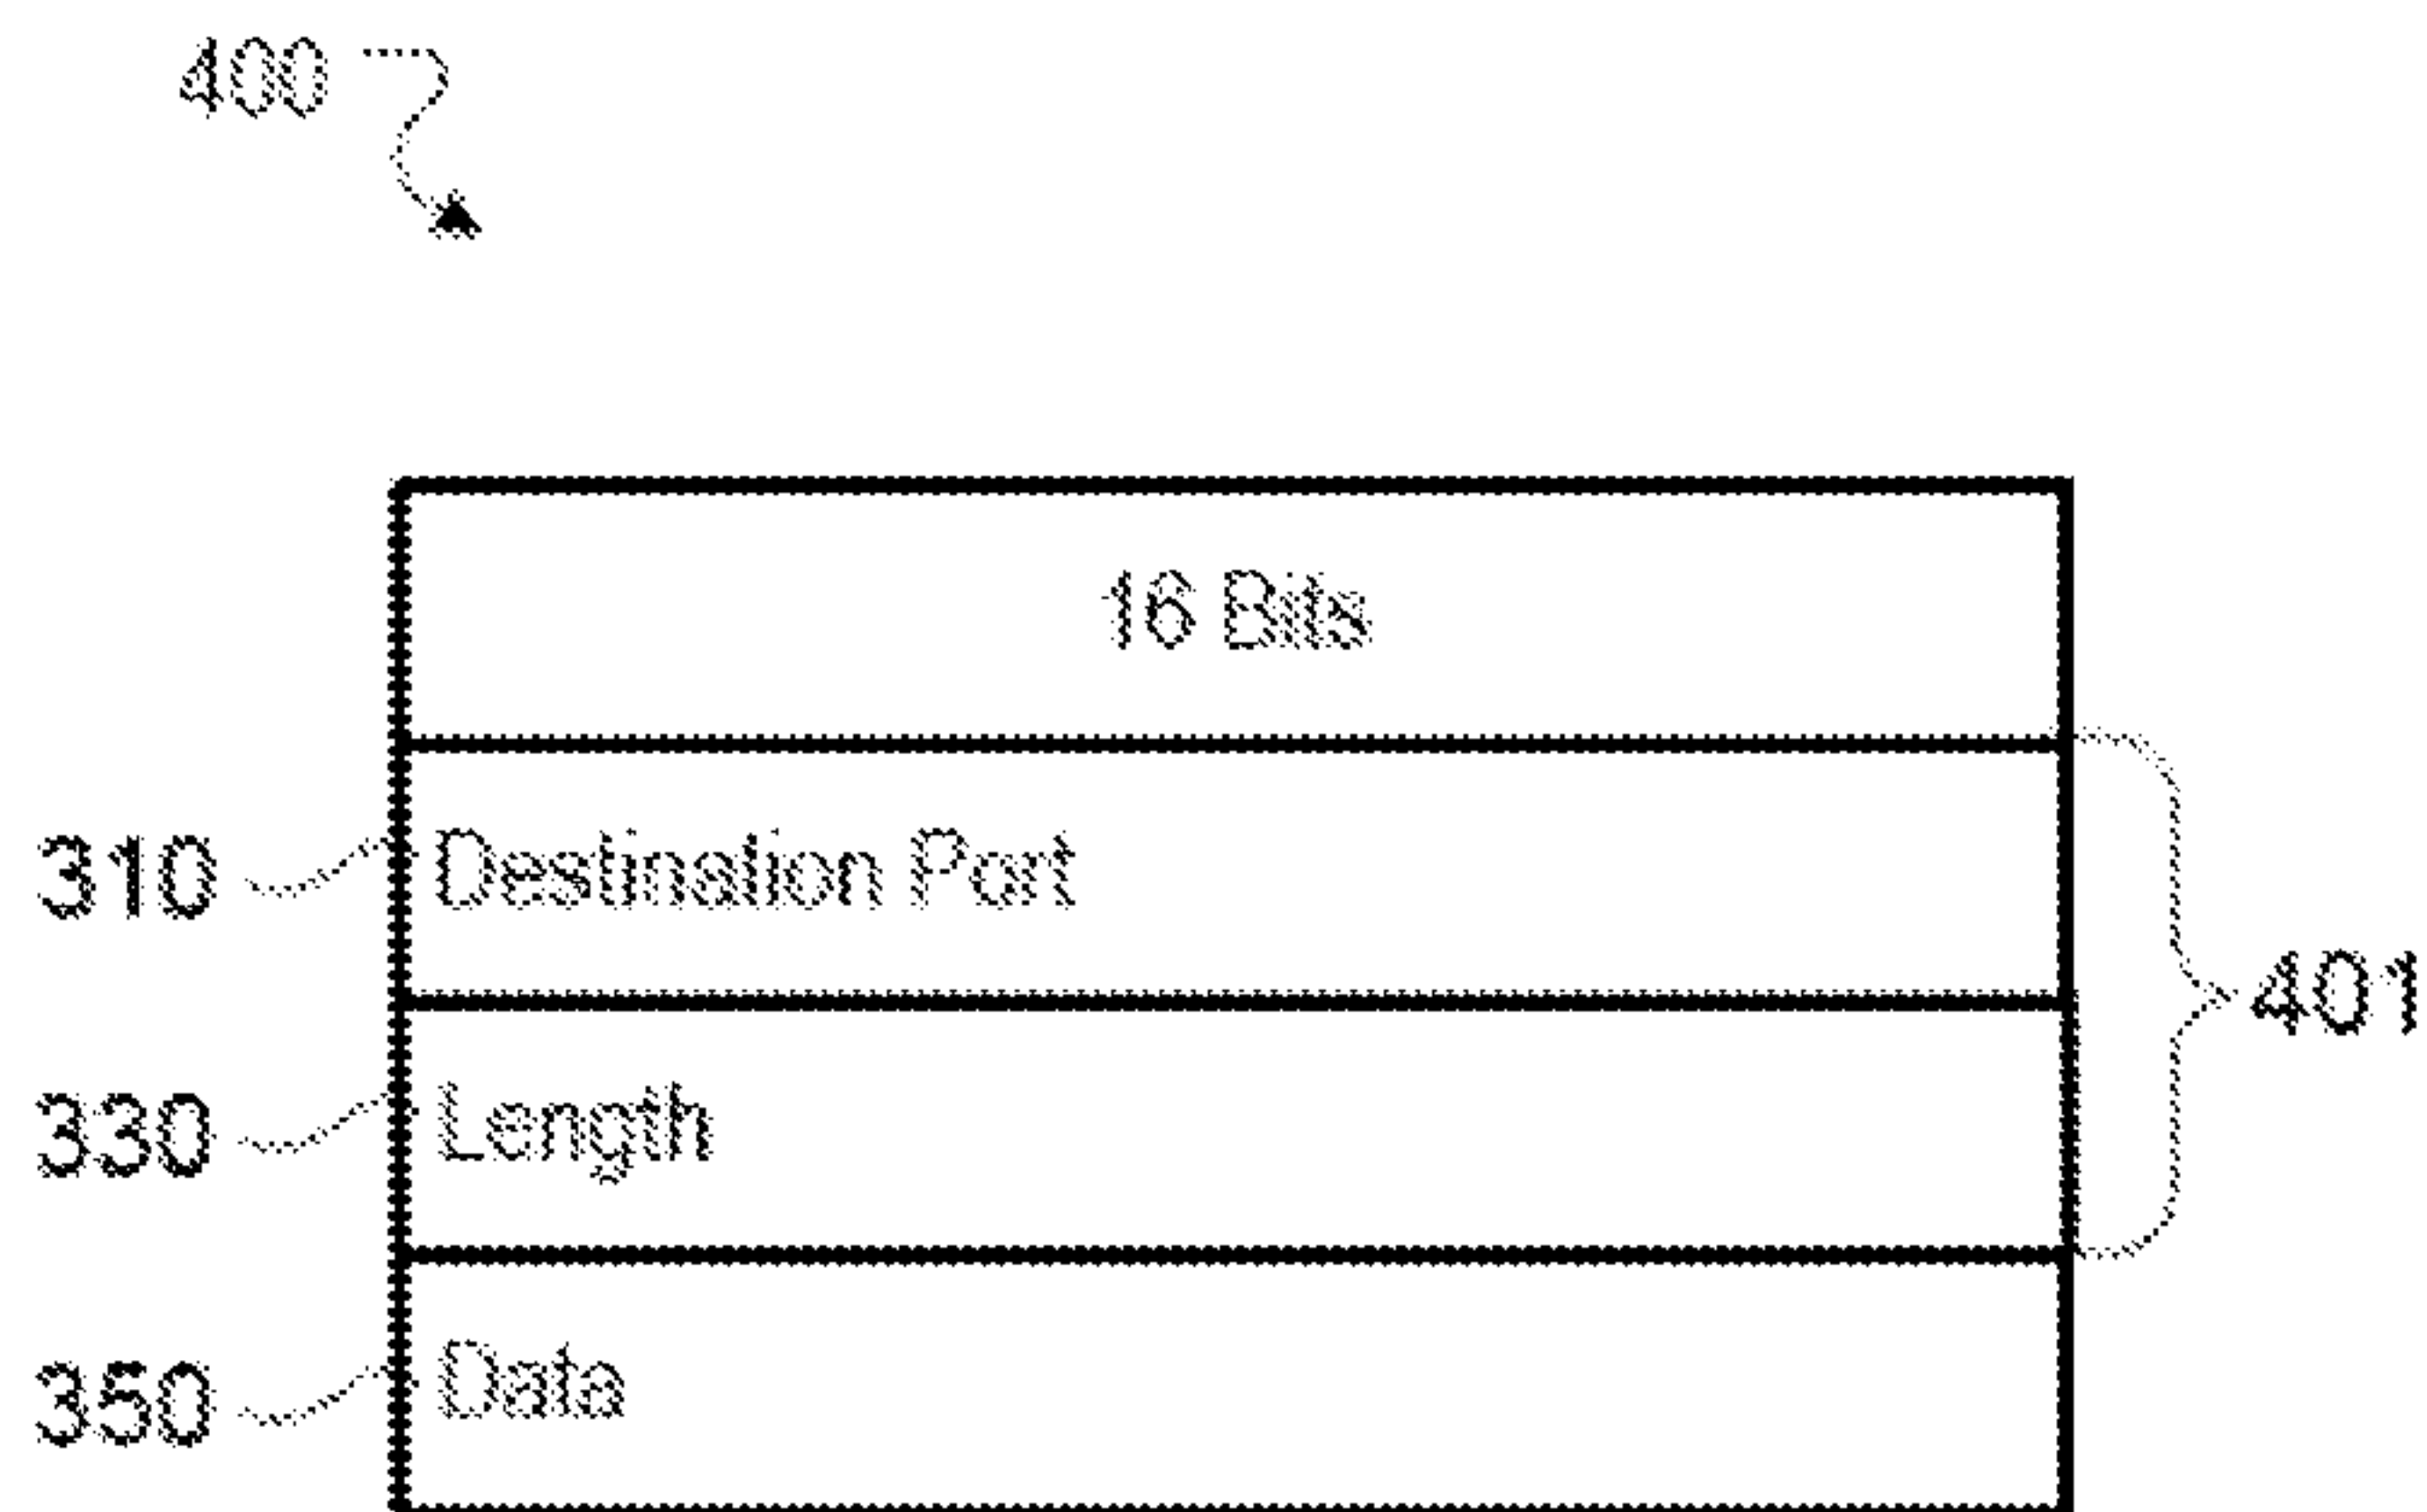 400
16 Bits
310 Destination Port
401
330 Length
350 Data